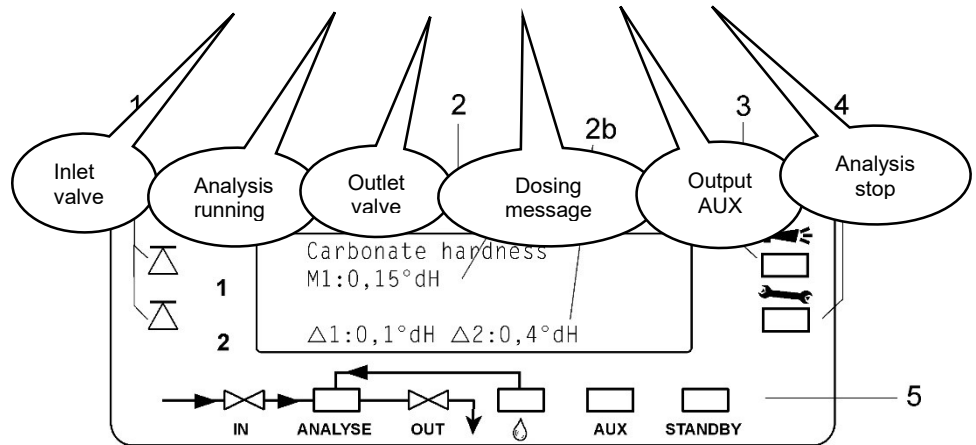 1 2 2b 3 4
Inlet
valve
Analysis
running
Outlet
valve
Dosing
message
Output
AUX
Analysis
stop
Carbonate hardness
M1:0,15°dH
1
△1:0,1°dH △2:0,4°dH
2
5
IN ANALYSE OUT AUX STANDBY